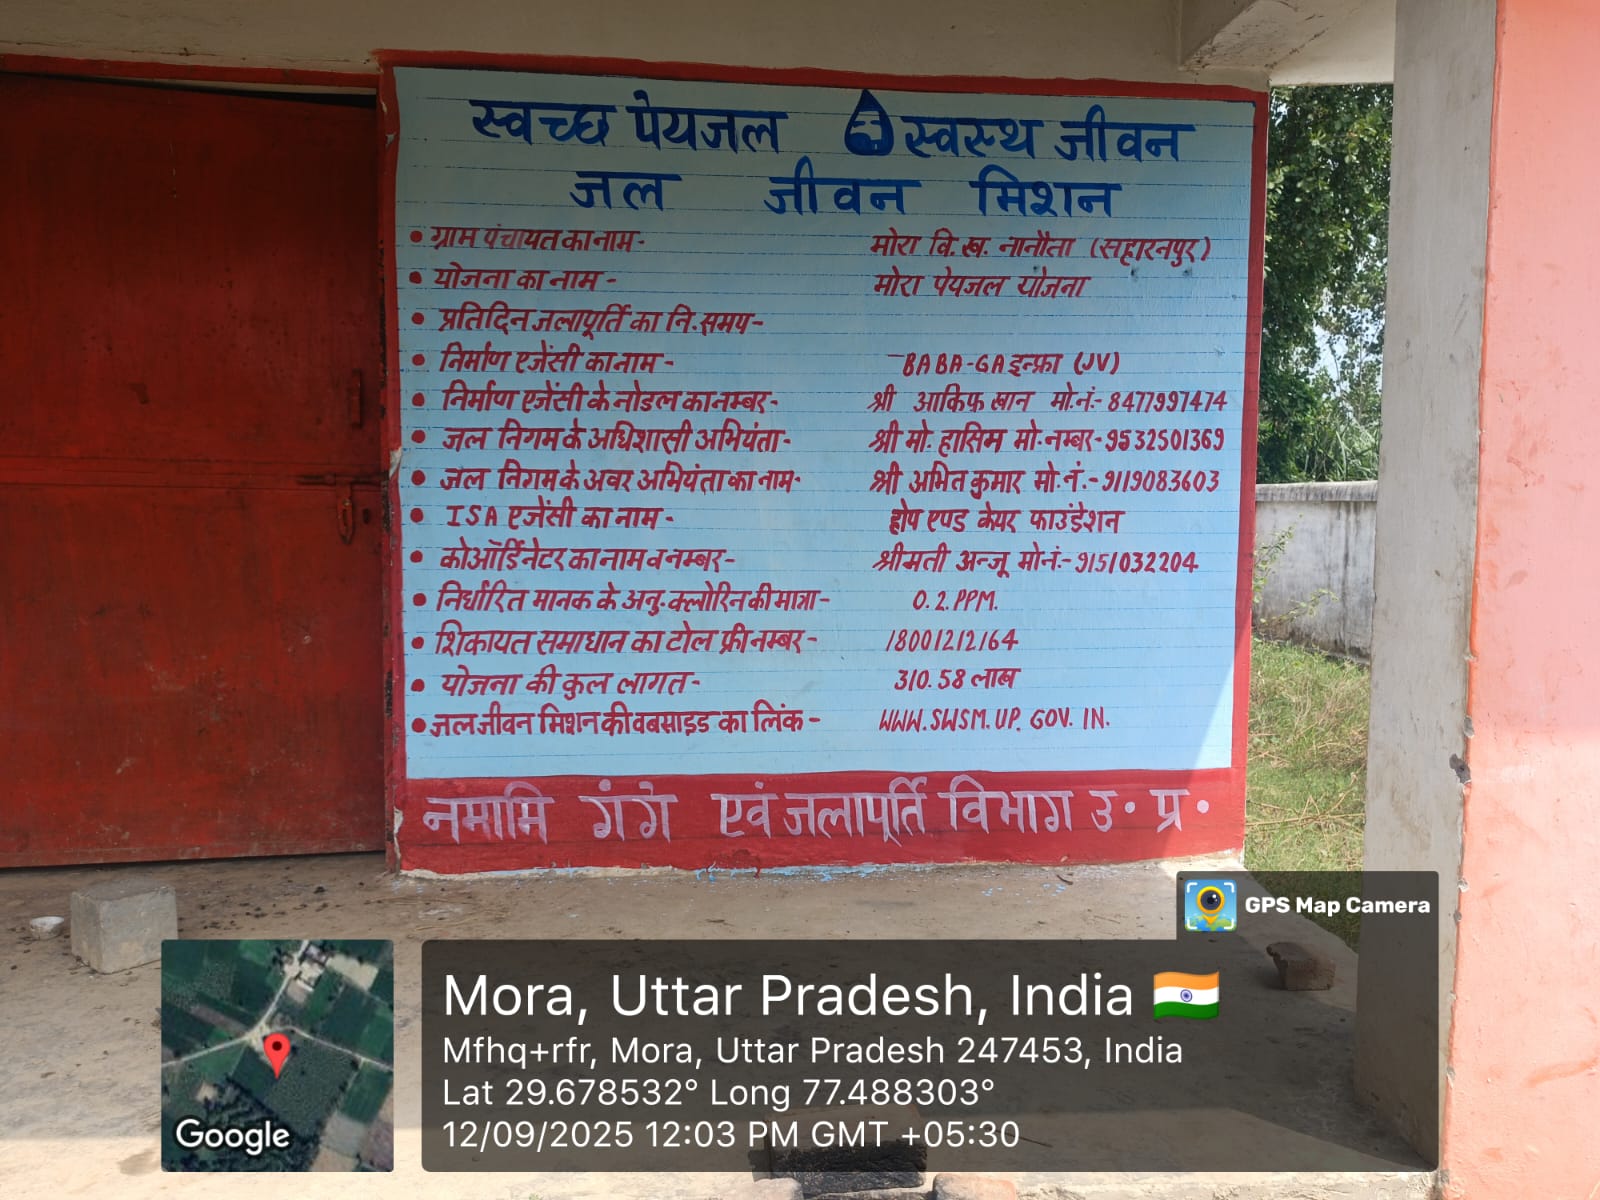 स्वच्छ पेयजल स्वस्थ जीवन
जल जीवन मिशन
• ग्राम पंचायत का नाम- मोरा वि.ख. नानौता (सहारनपुर)
• योजना का नाम- मोरा पेयजल योजना
• प्रतिदिन जलापूर्ति का नि.समय-
• निर्माण एजेंसी का नाम- BABA-GA इन्फ्रा (JV)
• निर्माण एजेंसी के नोडल का नम्बर- श्री आकिफ खान मो.नं.- 8477997474
• जल निगम के अधिशासी अभियंता- श्री मो. हासिम मो.नम्बर- 9532501369
• जल निगम के अवर अभियंता का नाम- श्री अमित कुमार मो.नं.- 9119083603
• ISA एजेंसी का नाम- होप एण्ड केयर फाउंडेशन
• कोऑर्डिनेटर का नाम व नम्बर- श्रीमती अन्जू मोनं:- 9151032204
• निर्धारित मानक के अनु.क्लोरिन की मात्रा- 0.2.PPM.
• शिकायत समाधान का टोल फ्री नम्बर- 18001212164
• योजना की कुल लागत- 310.58 लाख
• जल जीवन मिशन की वबसाइड का लिंक- WWW.SWSM.UP.GOV.IN.
नमामि गंगे एवं जलापूर्ति विभाग उ॰ प्र॰
GPS Map Camera
Mora, Uttar Pradesh, India 🇮🇳
Mfhq+rfr, Mora, Uttar Pradesh 247453, India
Lat 29.678532° Long 77.488303°
12/09/2025 12:03 PM GMT +05:30
Google